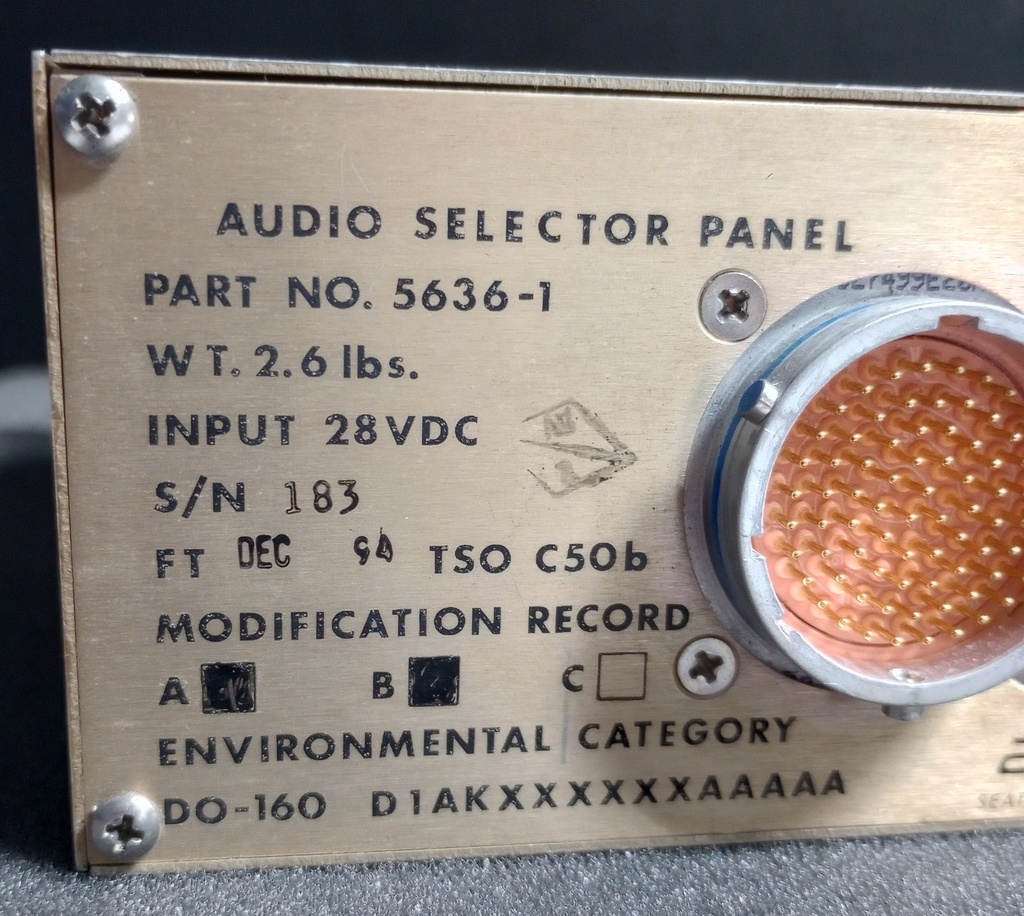 AUDIO SELECTOR PANEL
PART NO. 5636-1
WT. 2.6 lbs.
INPUT 28VDC
S/N 183
FT DEC 94 TSO C50b
MODIFICATION RECORD
A B C
ENVIRONMENTAL CATEGORY
DO-160 D1AKXXXXXXAAAAA